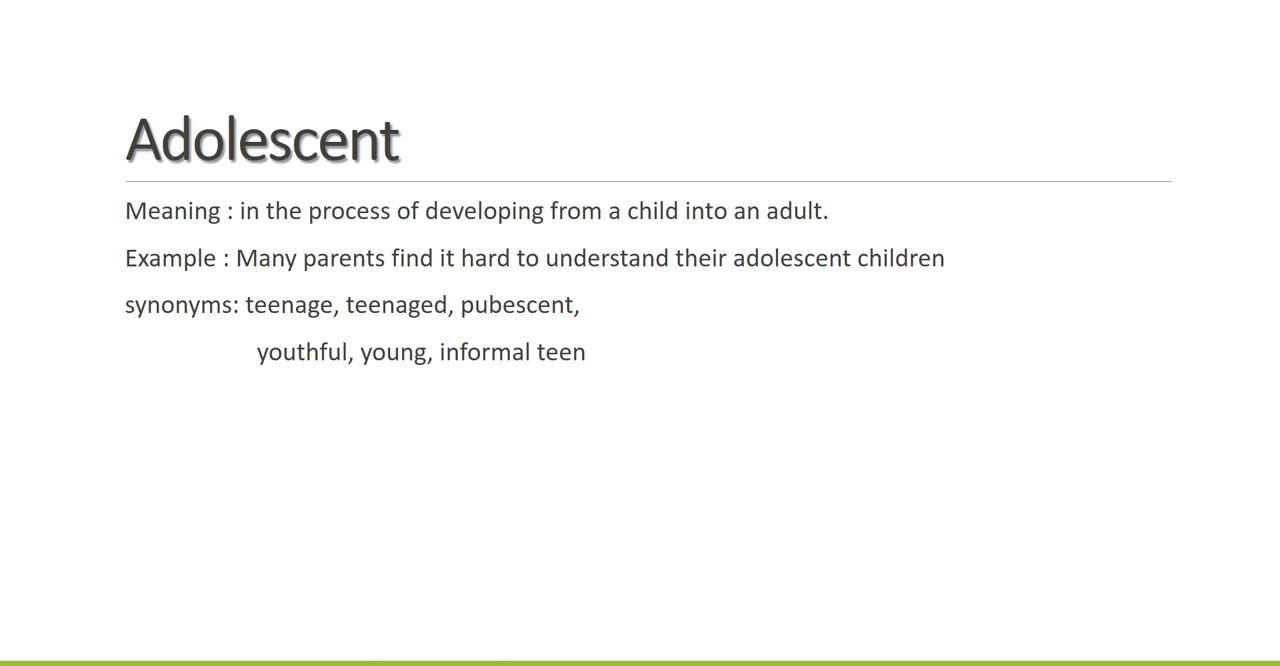 Adolescent
Meaning : in the process of developing from a child into an adult.
Example : Many parents find it hard to understand their adolescent children
synonyms: teenage, teenaged, pubescent,
youthful, young, informal teen